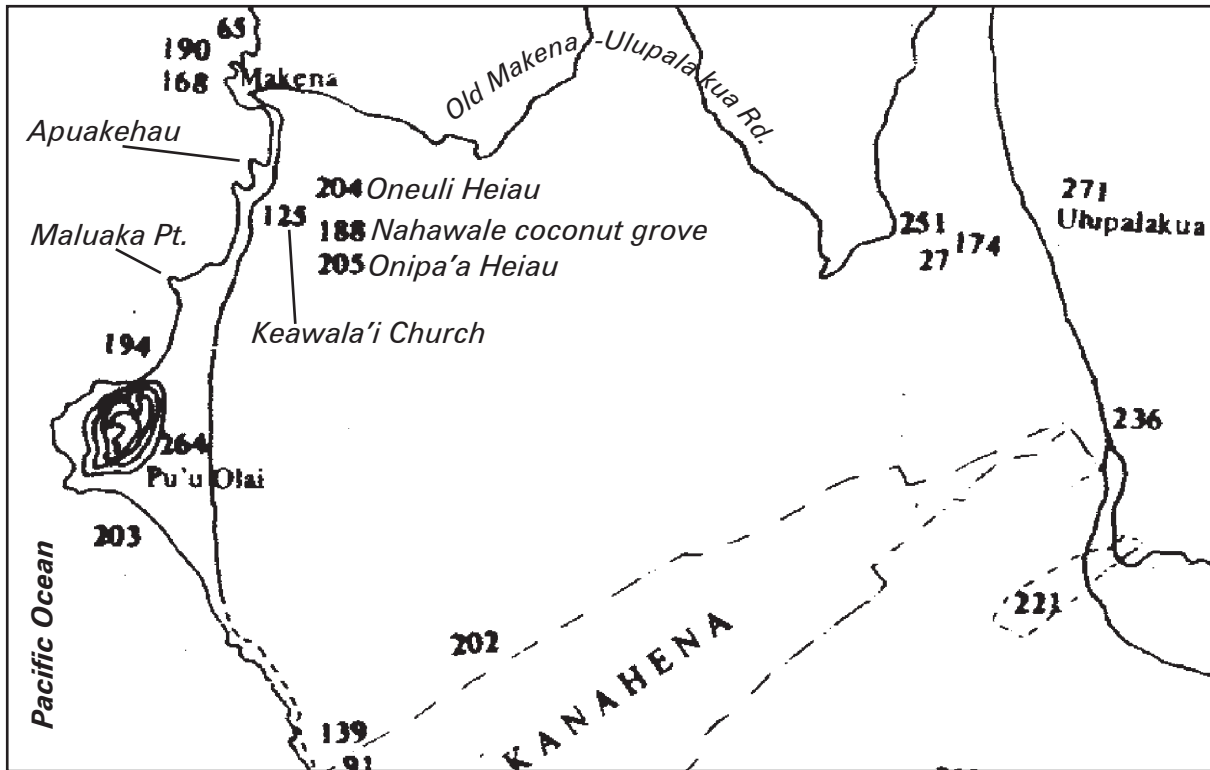 65
190
168 Makena
Old Makena-Ulupalakua Rd.
Apuakehau
204 Oneuli Heiau
271
Ulupalakua
125
188 Nahawale coconut grove
251
174
27
Maluaka Pt.
205 Onipa'a Heiau
Keawala'i Church
194
264
Pu'u Olai
236
203
Pacific Ocean
221
202
KANAHENA
139
91